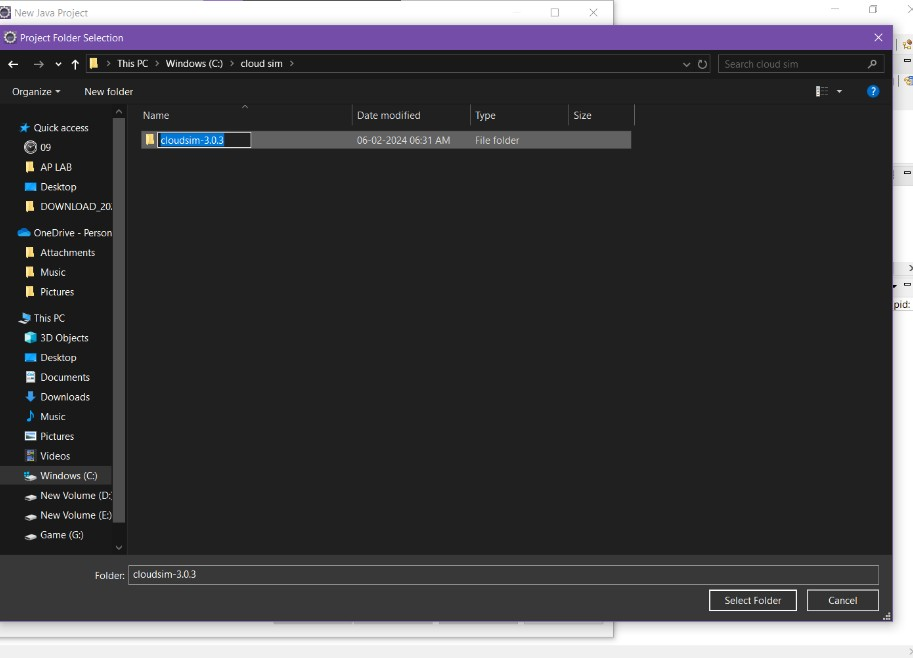 New Java Project
Project Folder Selection
This PC > Windows (C:) > cloud sim >
Search cloud sim
Organize
New folder
Name
Date modified
Type
Size
cloudsim-3.0.3
06-02-2024 06:31 AM
File folder
Quick access
09
AP LAB
Desktop
DOWNLOAD_20
OneDrive - Person
Attachments
Music
Pictures
This PC
3D Objects
Desktop
Documents
Downloads
Music
Pictures
Videos
Windows (C:)
New Volume (D:
New Volume (E:)
Game (G:)
pid:
Folder: cloudsim-3.0.3
Select Folder
Cancel